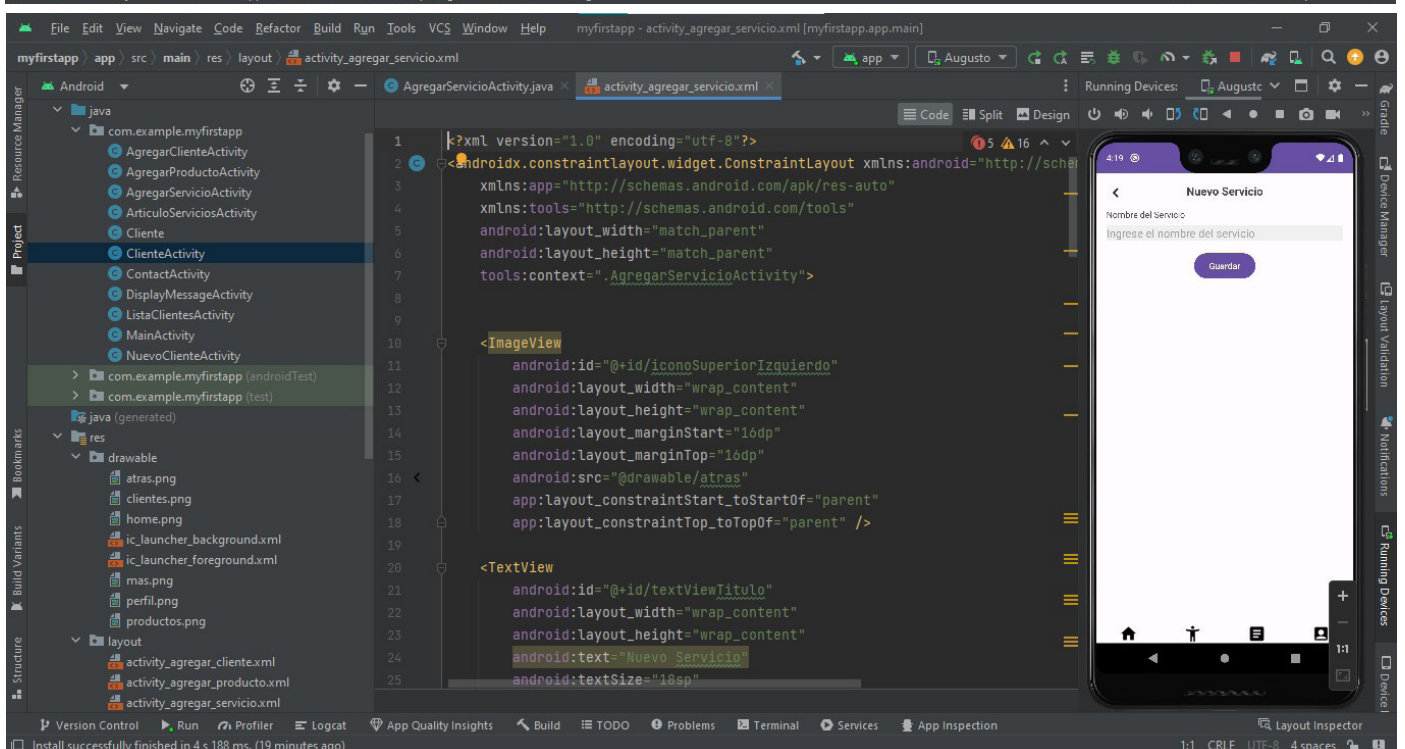 File Edit View Navigate Code Refactor Build Run Tools VCS Window Help myfirstapp - activity_agregar_servicio.xml [myfirstapp.app.main]
myfirstapp app src main res layout activity_agregar_servicio.xml app Augusto
Android AgregarServicioActivity.java activity_agregar_servicio.xml Running Devices: Augustc
Code Split Design
Resource Manager
Project
Bookmarks
Build Variants
Structure
java
com.example.myfirstapp
AgregarClienteActivity
AgregarProductoActivity
AgregarServicioActivity
ArticuloServiciosActivity
Cliente
ClienteActivity
ContactActivity
DisplayMessageActivity
ListaClientesActivity
MainActivity
NuevoClienteActivity
com.example.myfirstapp (androidTest)
com.example.myfirstapp (test)
java (generated)
res
drawable
atras.png
clientes.png
home.png
ic_launcher_background.xml
ic_launcher_foreground.xml
mas.png
perfil.png
productos.png
layout
activity_agregar_cliente.xml
activity_agregar_producto.xml
activity_agregar_servicio.xml
5 16
1 <?xml version="1.0" encoding="utf-8"?>
2 <androidx.constraintlayout.widget.ConstraintLayout xmlns:android="http://sche
3 xmlns:app="http://schemas.android.com/apk/res-auto"
4 xmlns:tools="http://schemas.android.com/tools"
5 android:layout_width="match_parent"
6 android:layout_height="match_parent"
7 tools:context=".AgregarServicioActivity">
8
9
10 <ImageView
11 android:id="@+id/iconoSuperiorIzquierdo"
12 android:layout_width="wrap_content"
13 android:layout_height="wrap_content"
14 android:layout_marginStart="16dp"
15 android:layout_marginTop="16dp"
16 android:src="@drawable/atras"
17 app:layout_constraintStart_toStartOf="parent"
18 app:layout_constraintTop_toTopOf="parent" />
19
20 <TextView
21 android:id="@+id/textViewTitulo"
22 android:layout_width="wrap_content"
23 android:layout_height="wrap_content"
24 android:text="Nuevo Servicio"
25 android:textSize="18sp"
4:19
Nuevo Servicio
Nombre del Servicio
Ingrese el nombre del servicio
Guardar
1:1
Gradle
Device Manager
Layout Validation
Notifications
Running Devices
Version Control Run Profiler Logcat App Quality Insights Build TODO Problems Terminal Services App Inspection Layout Inspector
Install successfully finished in 4 s 188 ms. (19 minutes ago) 1:1 CRLF UTF-8 4 spaces